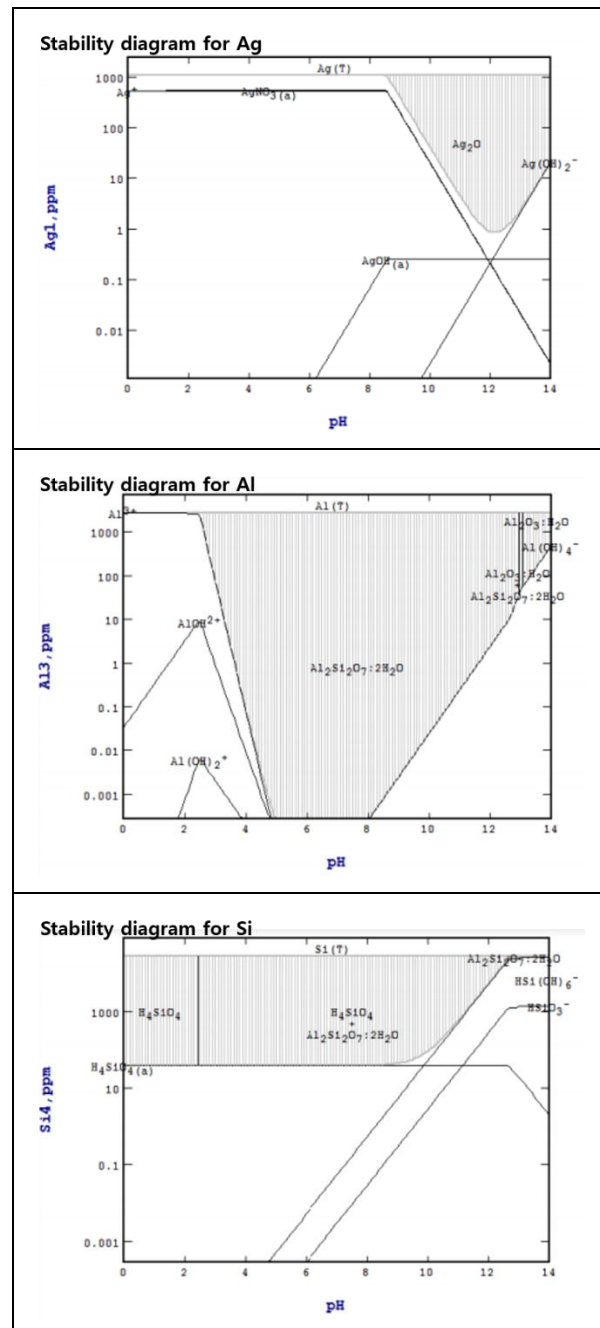 Stability diagram for Ag
Ag(T)
1000
Ag⁺
AgNO₃(a)
100
Ag₂O
Ag(OH)₂⁻
10
1
AgOH(a)
0.1
0.01
Ag1,ppm
0 2 4 6 8 10 12 14
pH
Stability diagram for Al
Al(T)
Al³⁺
Al₂O₃:H₂O
1000
Al(OH)₄⁻
100
Al₂O₃:H₂O
+
Al₂Si₂O₇:2H₂O
10
AlOH²⁺
1
Al₂Si₂O₇:2H₂O
0.1
0.01
Al(OH)₂⁺
0.001
Al3,ppm
0 2 4 6 8 10 12 14
pH
Stability diagram for Si
Si(T)
Al₂Si₂O₇:2H₂O
HSi(OH)₆⁻
HSiO₃⁻
1000
H₄SiO₄
H₄SiO₄
+
Al₂Si₂O₇:2H₂O
H₄SiO₄(a)
10
0.1
0.001
Si4,ppm
0 2 4 6 8 10 12 14
pH